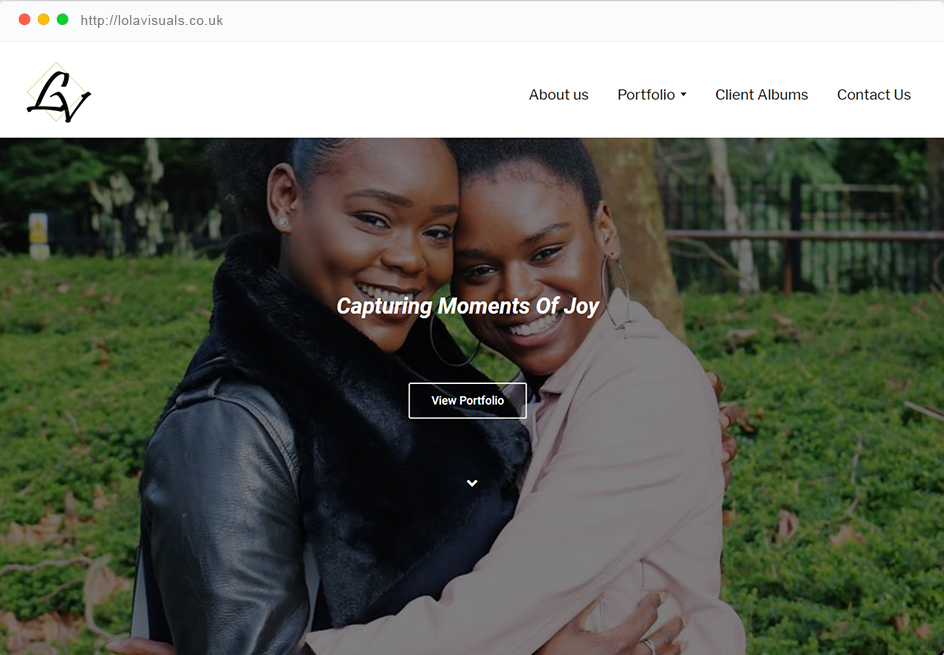 http://lolavisuals.co.uk
LV
About us Portfolio Client Albums Contact Us
Capturing Moments Of Joy
View Portfolio